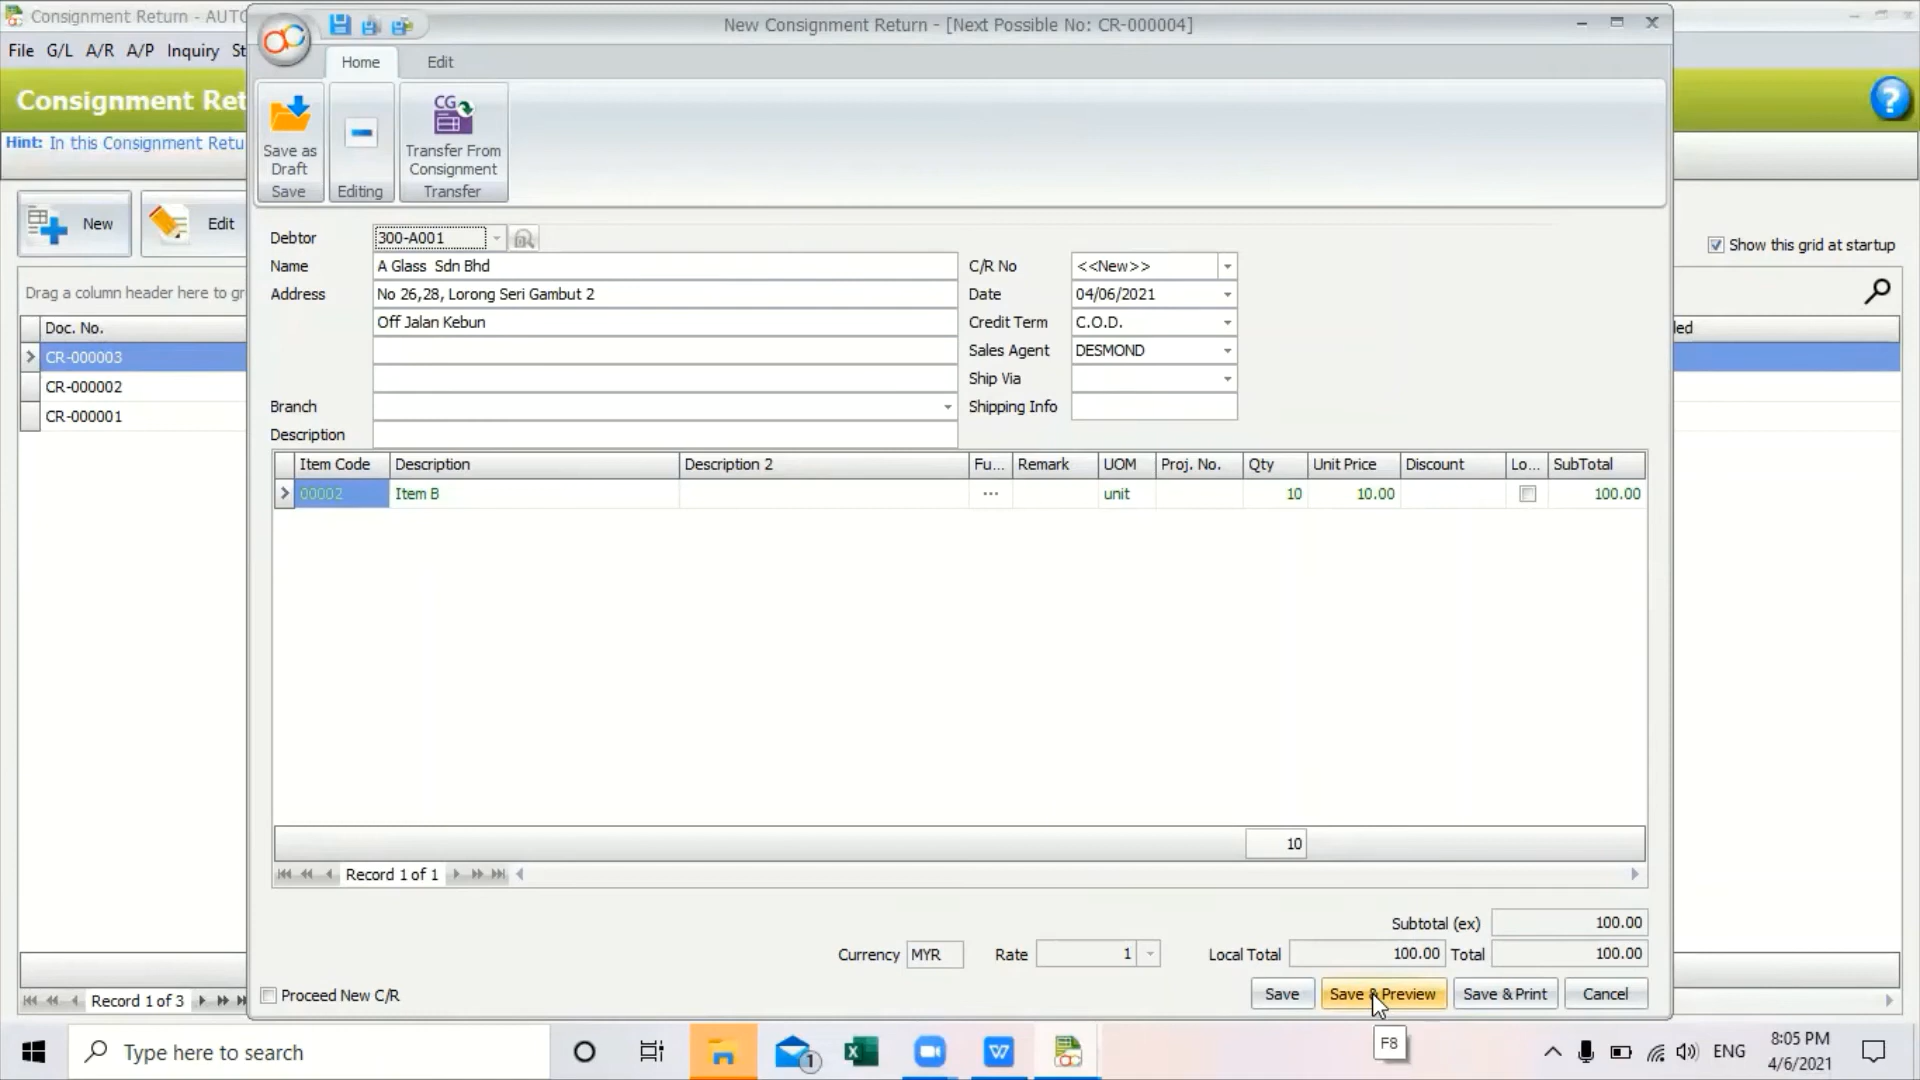 Consignment Return - AUTO
New Consignment Return - [Next Possible No: CR-000004]
File G/L A/R A/P Inquiry St
Home Edit
Consignment Ret
Hint: In this Consignment Retu
Save as Draft
Save
Editing
Transfer From Consignment
Transfer
New Edit
Show this grid at startup
Drag a column header here to gr
Doc. No.
led
CR-000003
CR-000002
CR-000001
Debtor 300-A001
Name A Glass Sdn Bhd
Address No 26,28, Lorong Seri Gambut 2
Off Jalan Kebun
Branch
Description
C/R No <<New>>
Date 04/06/2021
Credit Term C.O.D.
Sales Agent DESMOND
Ship Via
Shipping Info
Item Code Description Description 2 Fu... Remark UOM Proj. No. Qty Unit Price Discount Lo... SubTotal
00002 Item B ... unit 10 10.00 100.00
10
Record 1 of 1
Subtotal (ex) 100.00
Currency MYR Rate 1 Local Total 100.00 Total 100.00
Proceed New C/R
Save Save & Preview Save & Print Cancel
Record 1 of 3
F8
Type here to search
1
ENG
8:05 PM
4/6/2021